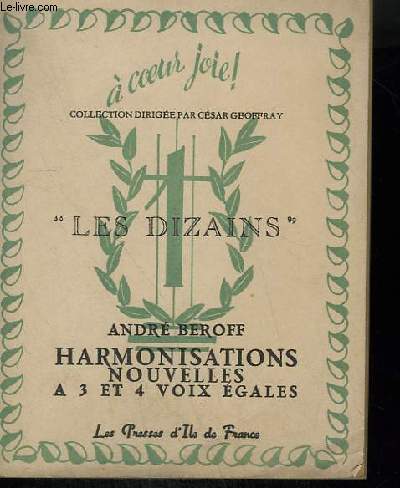 Le-livre.com
à cœur joie!
COLLECTION DIRIGÉE PAR CÉSAR GEOFFRAY
1
"LES DIZAINS"
ANDRÉ BEROFF
HARMONISATIONS
NOUVELLES
A 3 ET 4 VOIX ÉGALES
Les Presses d'Ile de France